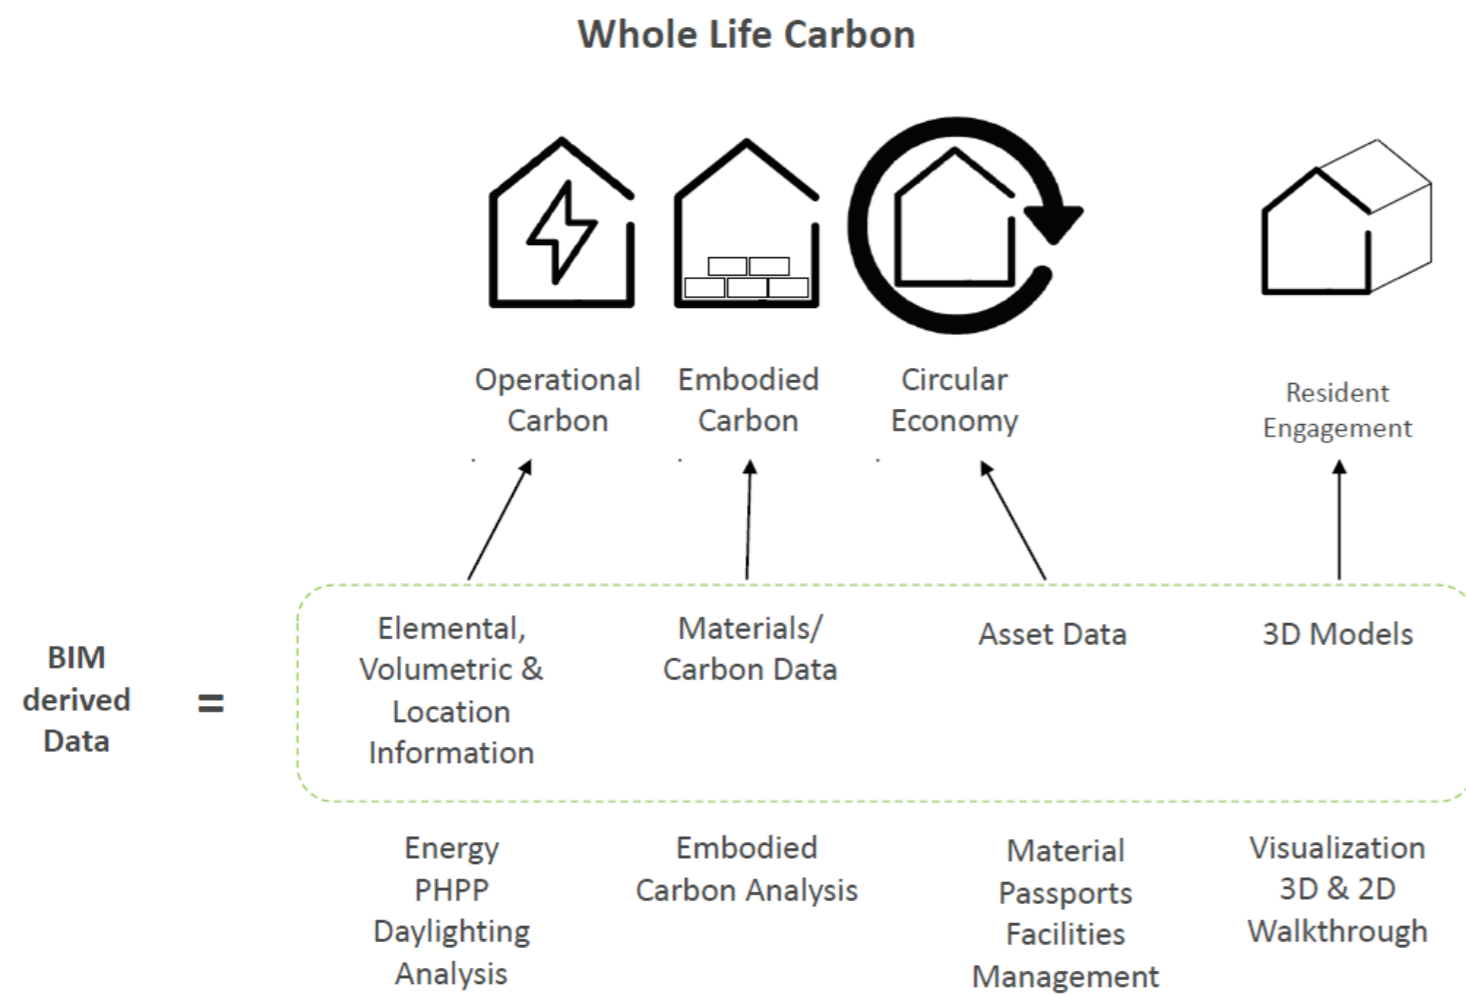 Whole Life Carbon
Operational
Carbon
Embodied
Carbon
Circular
Economy
Resident
Engagement
BIM
derived
Data
=
Elemental,
Volumetric &
Location
Information
Materials/
Carbon Data
Asset Data
3D Models
Energy
PHPP
Daylighting
Analysis
Embodied
Carbon Analysis
Material
Passports
Facilities
Management
Visualization
3D & 2D
Walkthrough